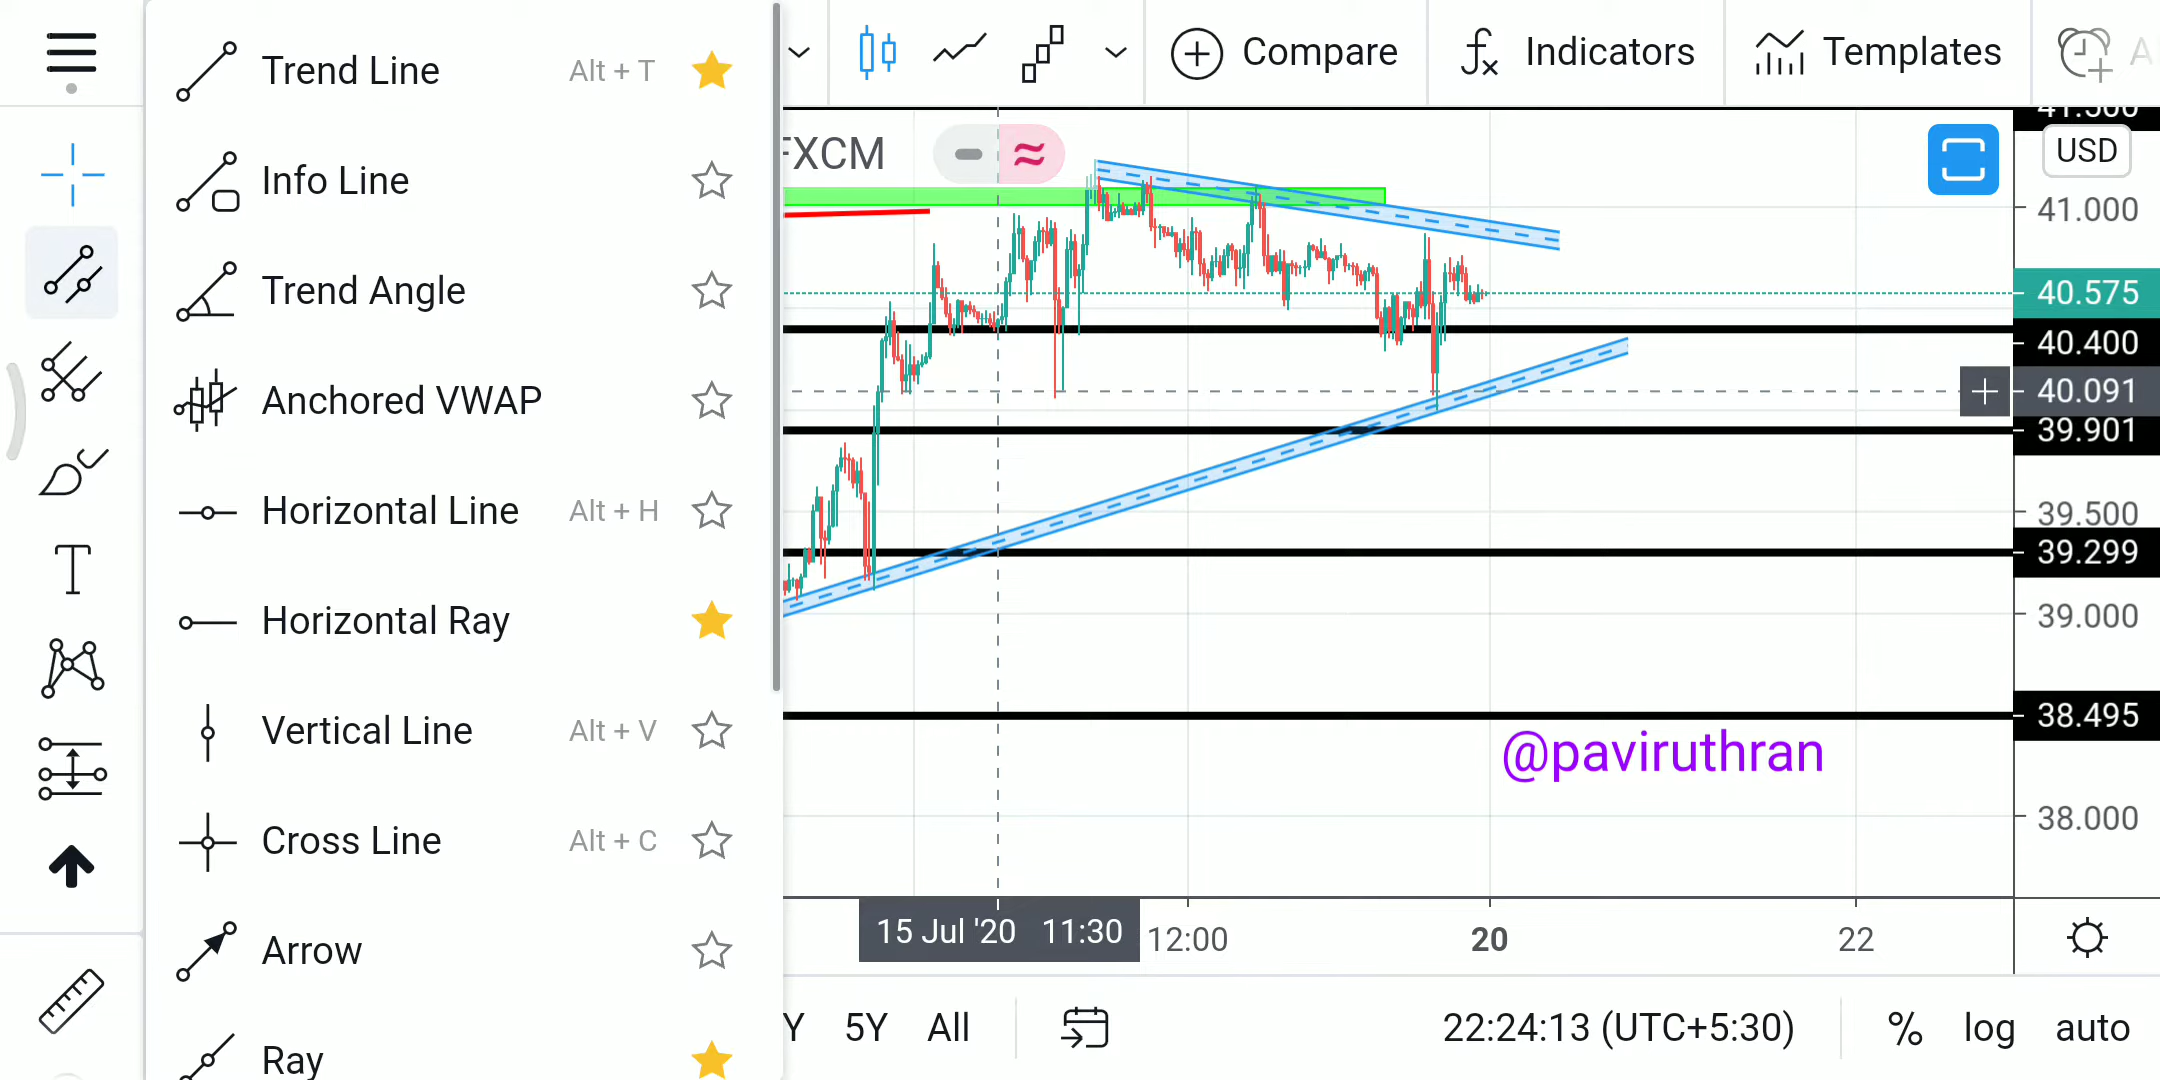 Trend Line Alt + T
Info Line
Trend Angle
Anchored VWAP
Horizontal Line Alt + H
Horizontal Ray
Vertical Line Alt + V
Cross Line Alt + C
Arrow
Ray
Compare
Indicators
Templates
FXCM
USD
41.500
41.000
40.575
40.400
40.091
39.901
39.500
39.299
39.000
38.495
38.000
@paviruthran
15 Jul '20 11:30 12:00 20 22
Y 5Y All
22:24:13 (UTC+5:30) % log auto